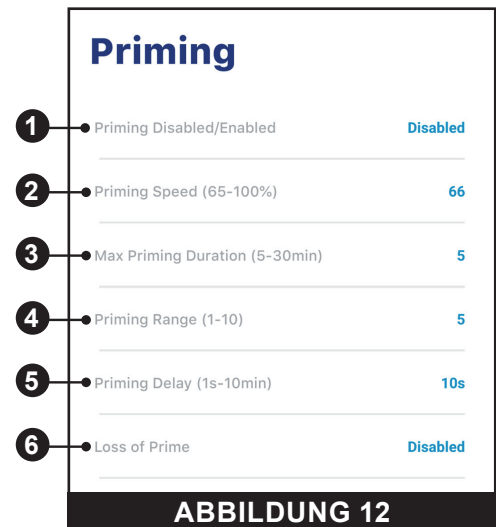 Priming
1 Priming Disabled/Enabled Disabled
2 Priming Speed (65-100%) 66
3 Max Priming Duration (5-30min) 5
4 Priming Range (1-10) 5
5 Priming Delay (1s-10min) 10s
6 Loss of Prime Disabled
ABBILDUNG 12